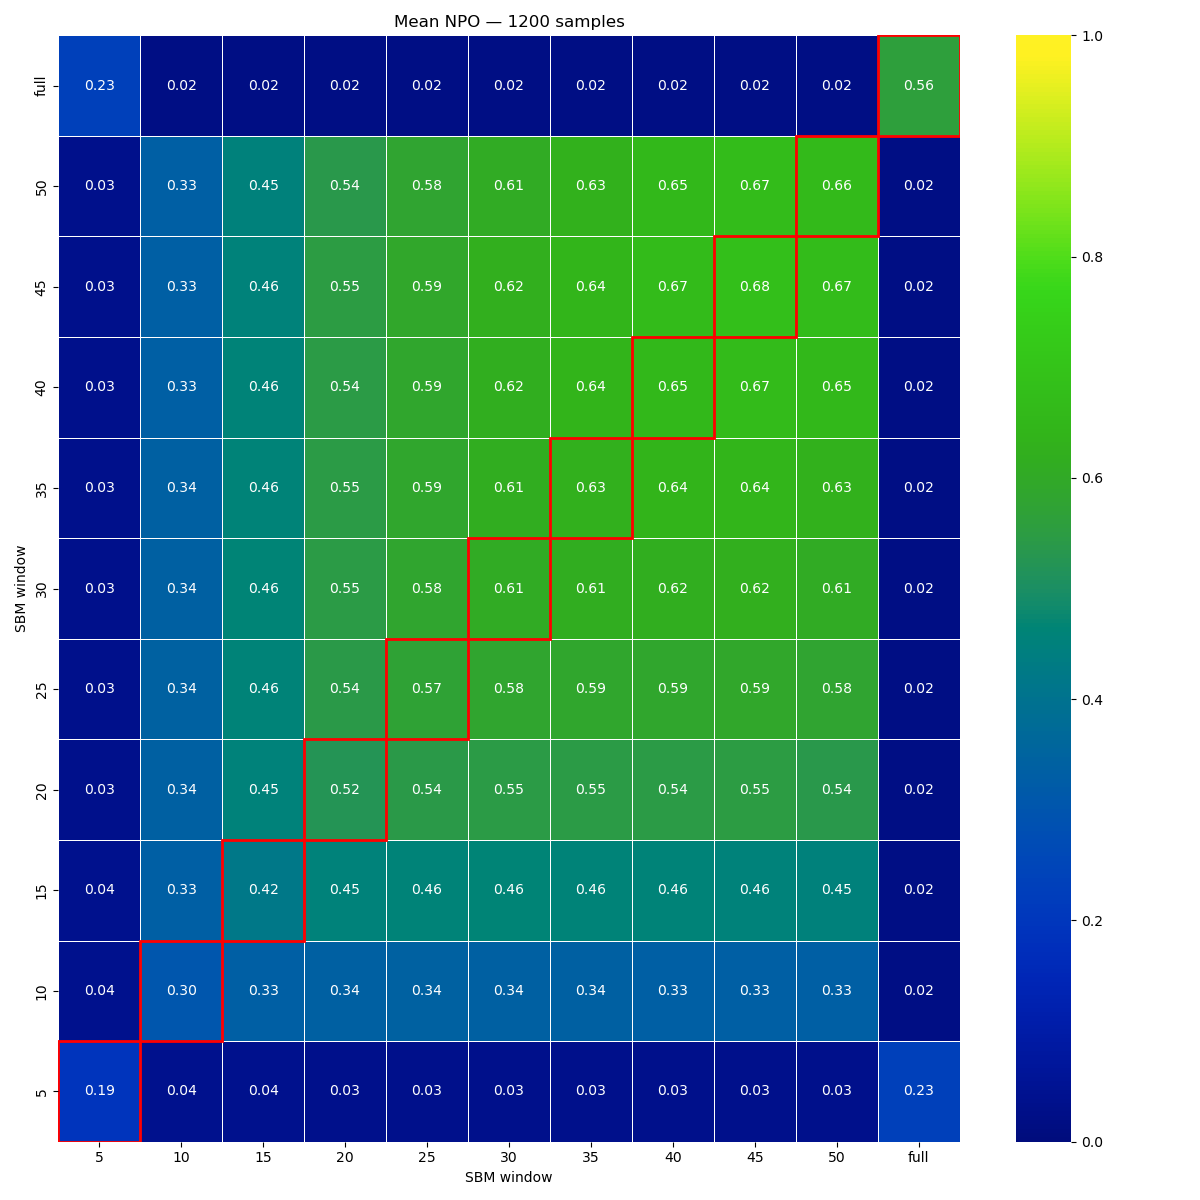 Mean NPO — 1200 samples
full 0.23 0.02 0.02 0.02 0.02 0.02 0.02 0.02 0.02 0.02 0.56
50 0.03 0.33 0.45 0.54 0.58 0.61 0.63 0.65 0.67 0.66 0.02
45 0.03 0.33 0.46 0.55 0.59 0.62 0.64 0.67 0.68 0.67 0.02
40 0.03 0.33 0.46 0.54 0.59 0.62 0.64 0.65 0.67 0.65 0.02
35 0.03 0.34 0.46 0.55 0.59 0.61 0.63 0.64 0.64 0.63 0.02
30 0.03 0.34 0.46 0.55 0.58 0.61 0.61 0.62 0.62 0.61 0.02
25 0.03 0.34 0.46 0.54 0.57 0.58 0.59 0.59 0.59 0.58 0.02
20 0.03 0.34 0.45 0.52 0.54 0.55 0.55 0.54 0.55 0.54 0.02
15 0.04 0.33 0.42 0.45 0.46 0.46 0.46 0.46 0.46 0.45 0.02
10 0.04 0.30 0.33 0.34 0.34 0.34 0.34 0.33 0.33 0.33 0.02
5 0.19 0.04 0.04 0.03 0.03 0.03 0.03 0.03 0.03 0.03 0.23
5 10 15 20 25 30 35 40 45 50 full
SBM window
SBM window
1.0
0.8
0.6
0.4
0.2
0.0